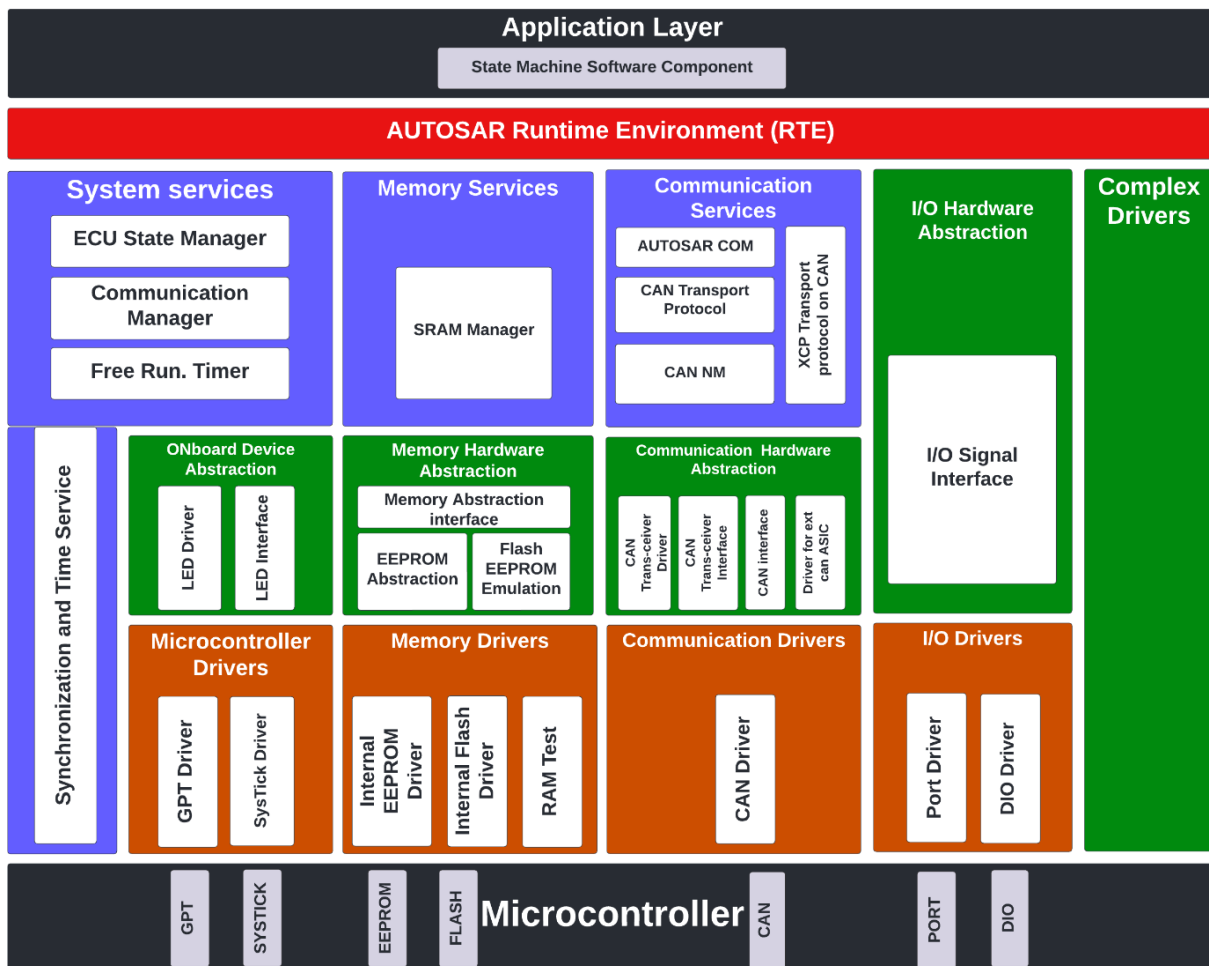 Application Layer
State Machine Software Component
AUTOSAR Runtime Environment (RTE)
System services
ECU State Manager
Communication
Manager
Free Run. Timer
Memory Services
SRAM Manager
Communication
Services
AUTOSAR COM
CAN Transport
Protocol
CAN NM
XCP Transport
protocol on CAN
I/O Hardware
Abstraction
I/O Signal
Interface
Complex
Drivers
Synchronization and Time Service
ONboard Device
Abstraction
LED Driver
LED Interface
Memory Hardware
Abstraction
Memory Abstraction
interface
EEPROM
Abstraction
Flash
EEPROM
Emulation
Communication Hardware
Abstraction
CAN
Trans-ceiver
Driver
CAN
Trans-ceiver
Interface
CAN interface
Driver for ext
can ASIC
Microcontroller
Drivers
GPT Driver
SysTick Driver
Memory Drivers
Internal
EEPROM
Driver
Internal Flash
Driver
RAM Test
Communication Drivers
CAN Driver
I/O Drivers
Port Driver
DIO Driver
GPT
SYSTICK
EEPROM
FLASH
Microcontroller
CAN
PORT
DIO